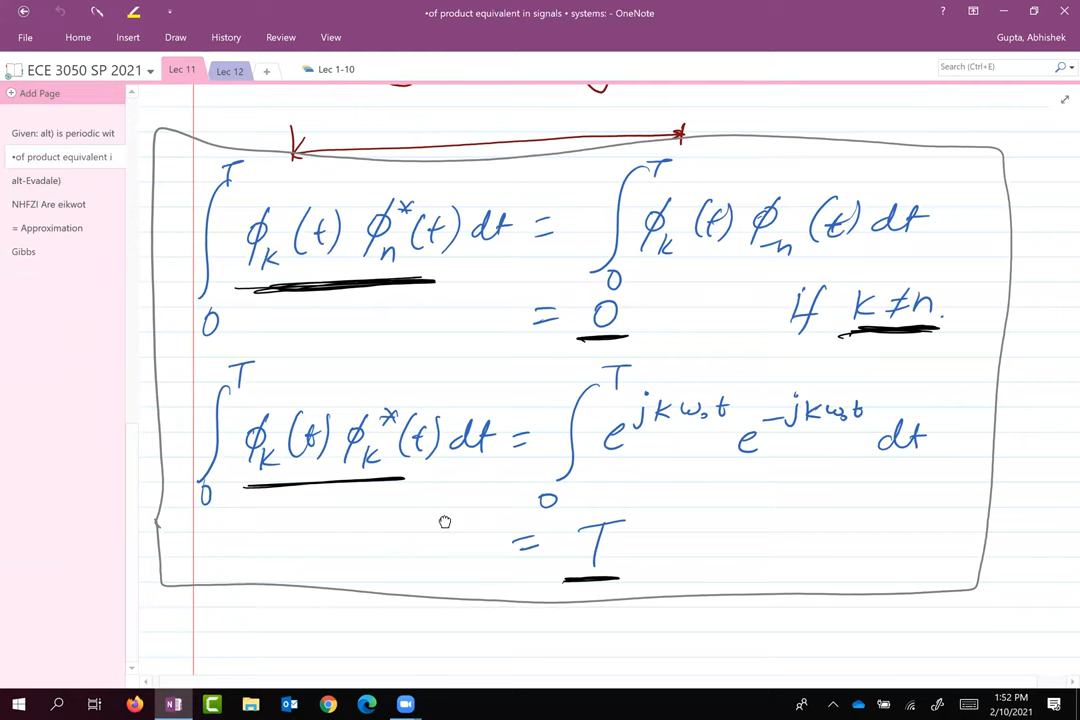 •of product equivalent in signals • systems: - OneNote
Gupta, Abhishek
File Home Insert Draw History Review View
ECE 3050 SP 2021 Lec 11 Lec 12 + Lec 1-10 Search (Ctrl+E)
Add Page
Given: alt) is periodic wit
•of product equivalent i
alt-Evadale)
NHFZI Are eikwot
= Approximation
Gibbs
∫₀ᵀ ϕₖ(t) ϕₙ*(t) dt = ∫₀ᵀ ϕₖ(t) ϕ₋ₙ(t) dt
= 0 if k ≠ n.
∫₀ᵀ ϕₖ(t) ϕₖ*(t) dt = ∫₀ᵀ e^{jkω₀t} e^{-jkω₀t} dt
= T
1:52 PM
2/10/2021